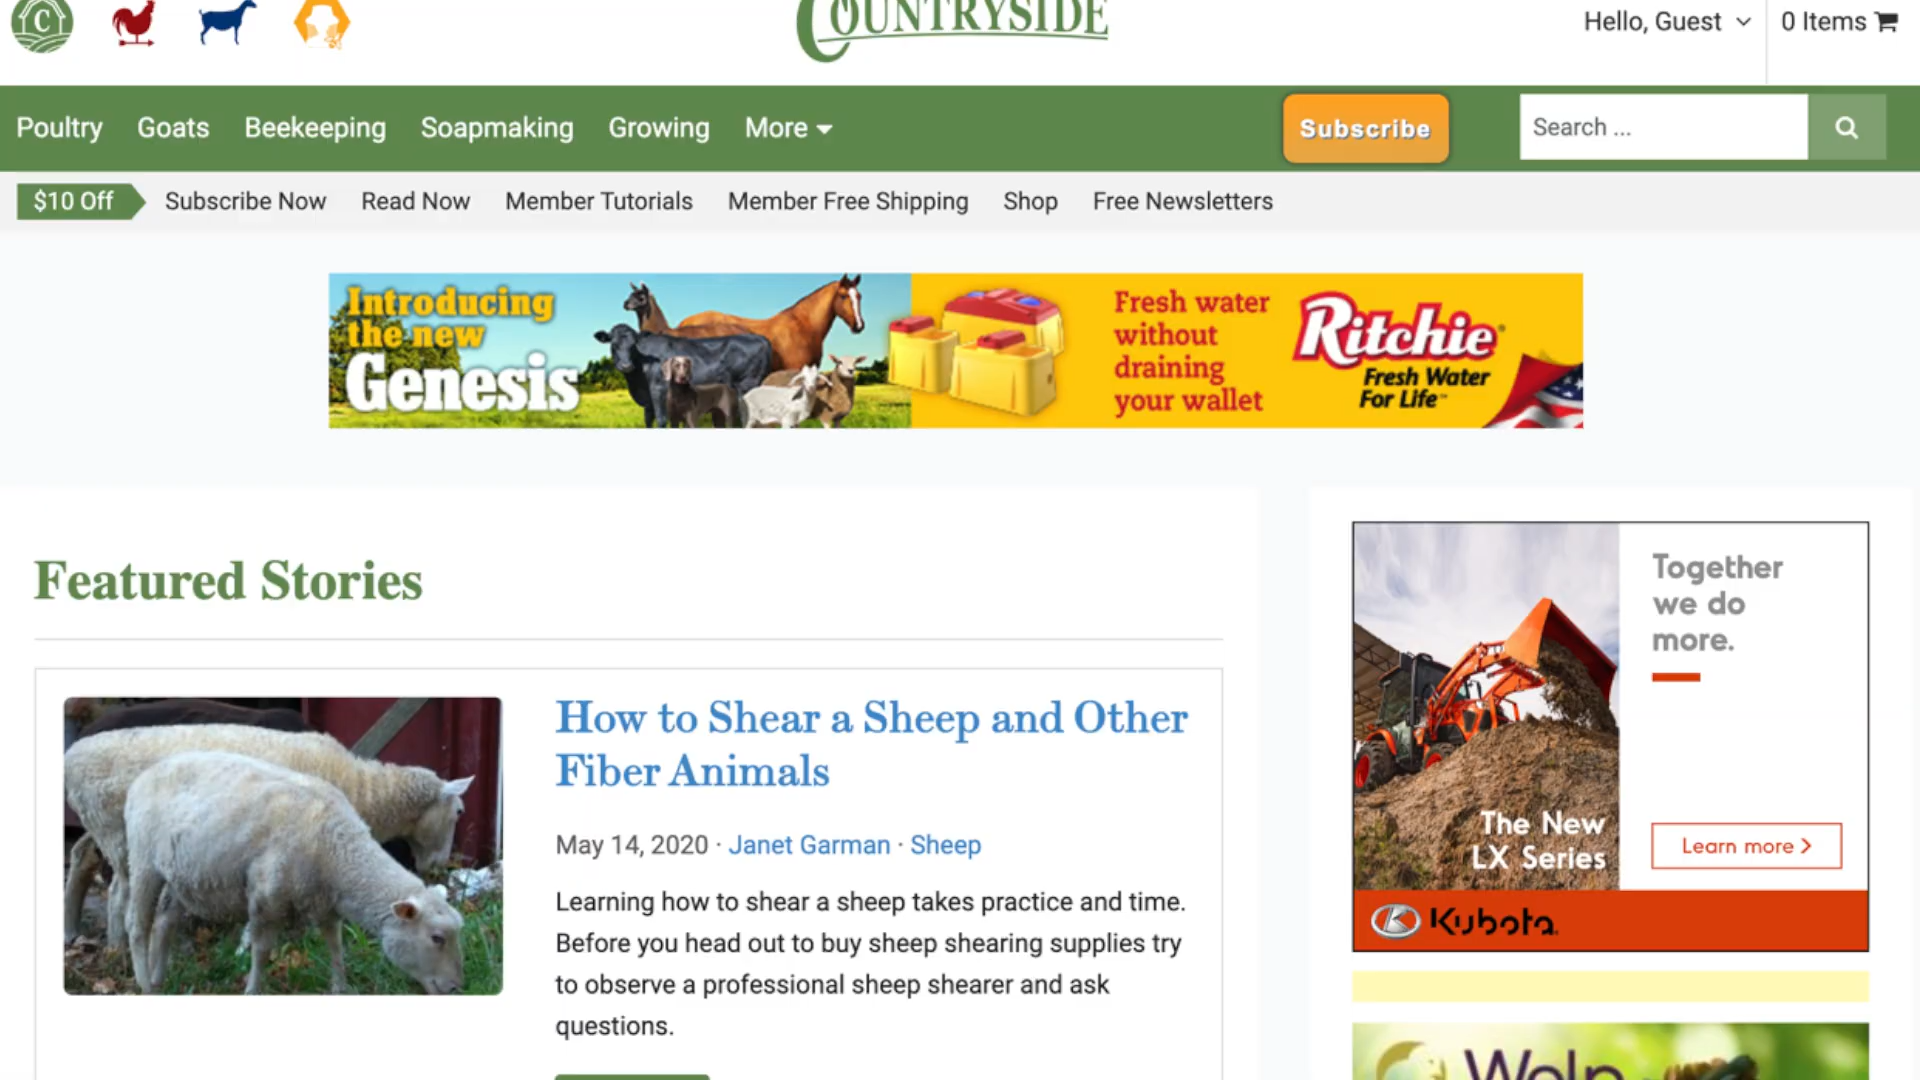 C
COUNTRYSIDE
Hello, Guest
0 Items
Poultry
Goats
Beekeeping
Soapmaking
Growing
More
Subscribe
Search ...
$10 Off
Subscribe Now
Read Now
Member Tutorials
Member Free Shipping
Shop
Free Newsletters
Introducing
the new
Genesis
Fresh water
without
draining
your wallet
Ritchie®
Fresh Water
For Life™
Featured Stories
How to Shear a Sheep and Other
Fiber Animals
May 14, 2020 · Janet Garman · Sheep
Learning how to shear a sheep takes practice and time.
Before you head out to buy sheep shearing supplies try
to observe a professional sheep shearer and ask
questions.
Together
we do
more.
The New
LX Series
Learn more >
Kubota.